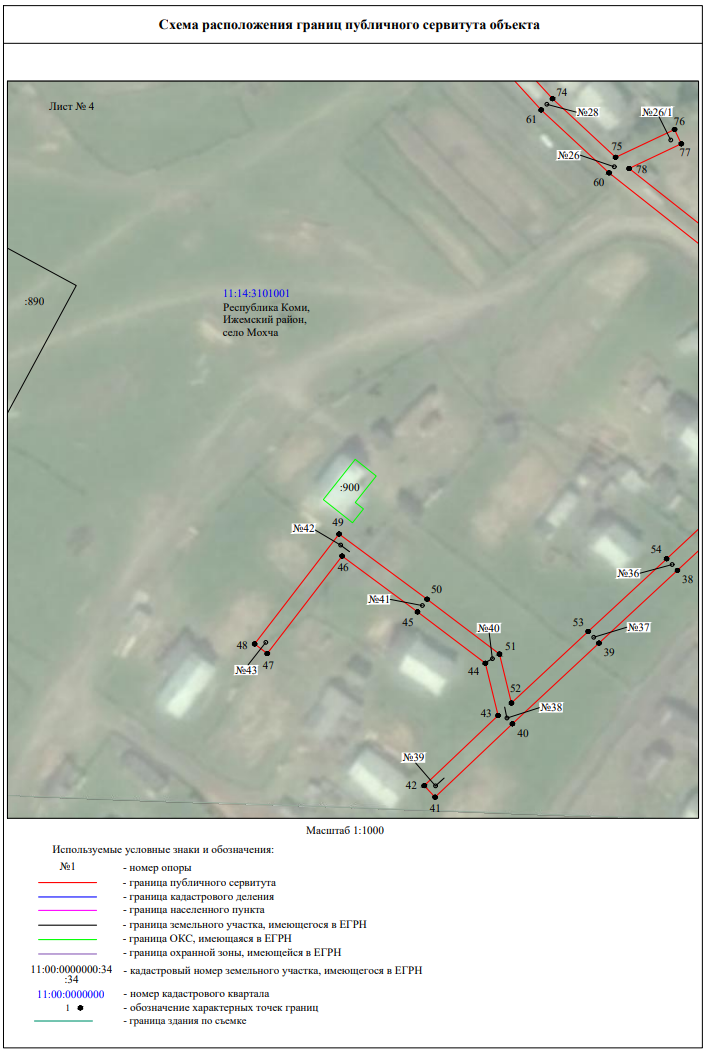 Схема расположения границ публичного сервитута объекта
Лист № 4
74
№28
61
№26/1
76
77
75
№26
78
60
:890
11:14:3101001
Республика Коми,
Ижемский район,
село Мохча
:900
№42
49
46
54
№36
38
№41
50
45
53
№37
39
48
№43
47
№40
51
44
52
43
№38
40
№39
42
41
Масштаб 1:1000
Используемые условные знаки и обозначения:
№1 - номер опоры
- граница публичного сервитута
- граница кадастрового деления
- граница населенного пункта
- граница земельного участка, имеющегося в ЕГРН
- граница ОКС, имеющаяся в ЕГРН
- граница охранной зоны, имеющейся в ЕГРН
11:00:0000000:34 - кадастровый номер земельного участка, имеющегося в ЕГРН
:34
11:00:0000000 - номер кадастрового квартала
1 - обозначение характерных точек границ
- граница здания по съемке